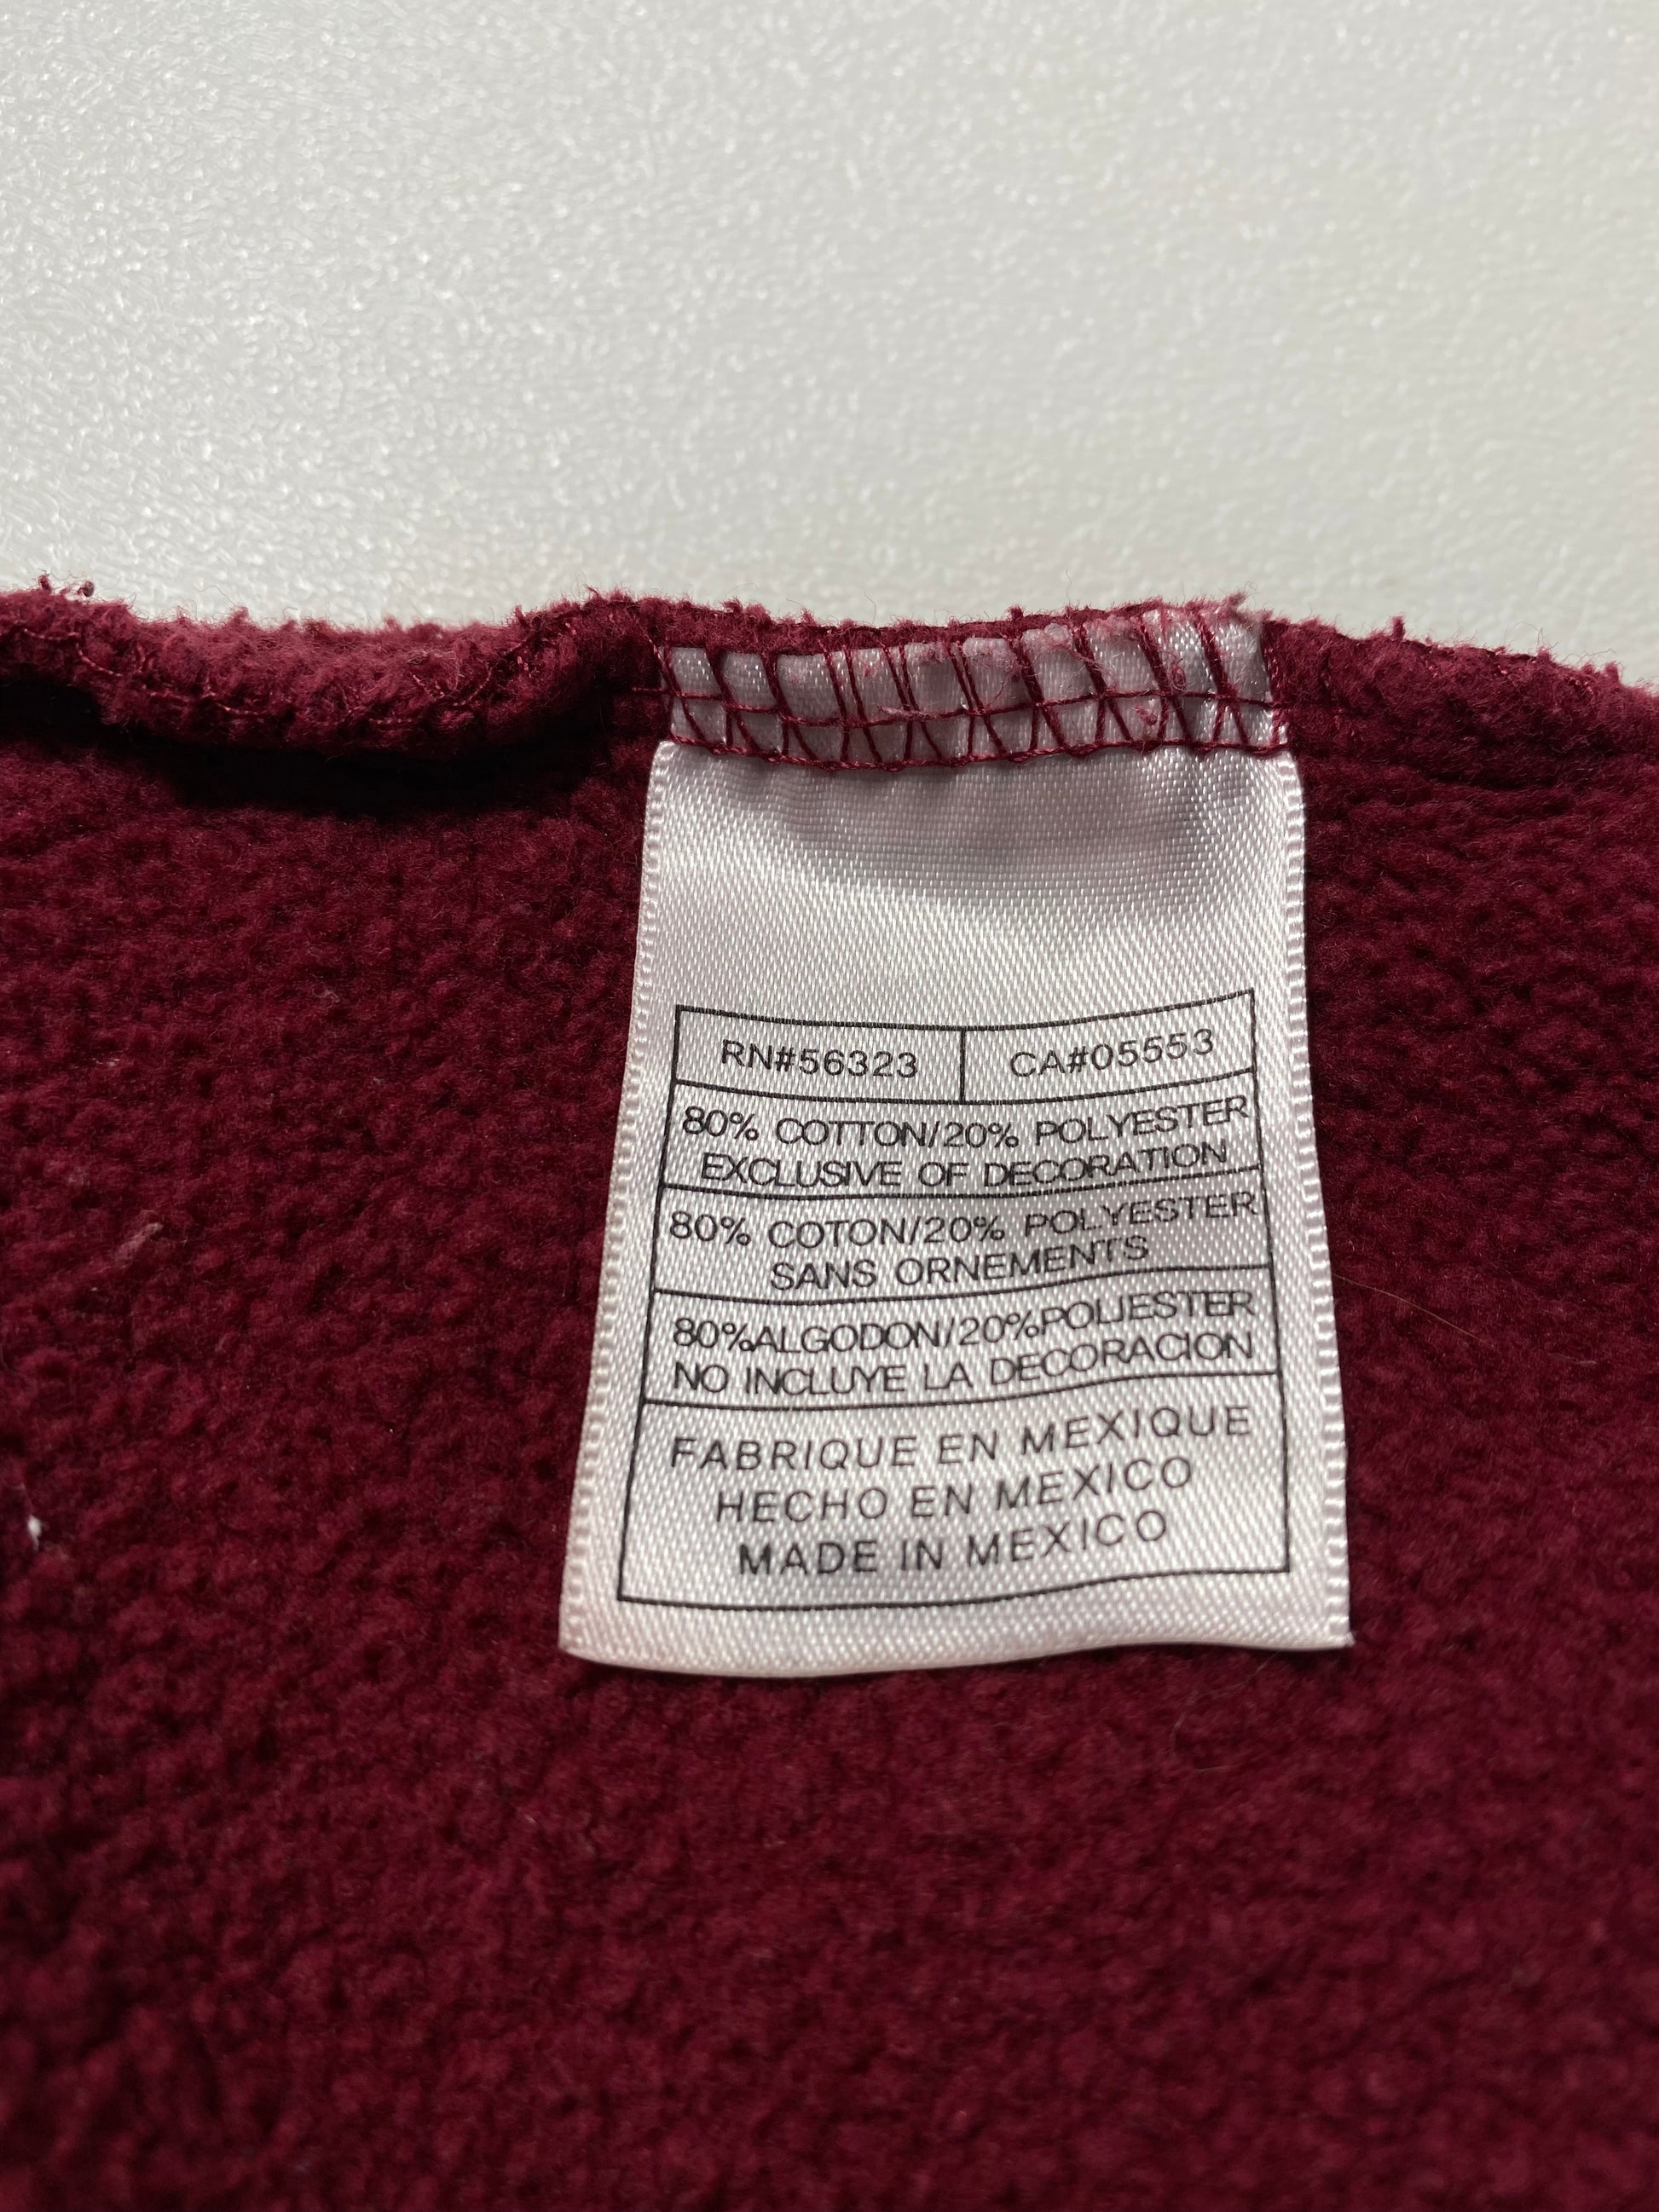 RN#56323 CA#05553
80% COTTON/20% POLYESTER
EXCLUSIVE OF DECORATION
80% COTON/20% POLYESTER
SANS ORNEMENTS
80%ALGODON/20%POLIESTER
NO INCLUYE LA DECORACION
FABRIQUE EN MEXIQUE
HECHO EN MEXICO
MADE IN MEXICO